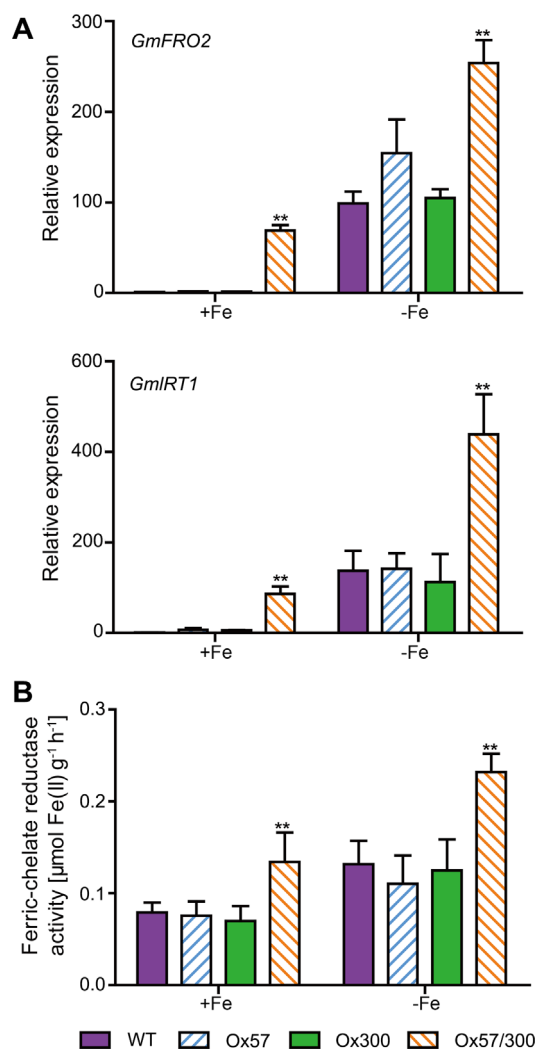 A
GmFRO2
Relative expression
300
200
100
0
**
**
+Fe
-Fe
GmIRT1
Relative expression
600
400
200
0
**
**
+Fe
-Fe
B
Ferric-chelate reductase
activity [µmol Fe(II) g⁻¹ h⁻¹]
0.3
0.2
0.1
0.0
**
**
+Fe
-Fe
WT Ox57 Ox300 Ox57/300